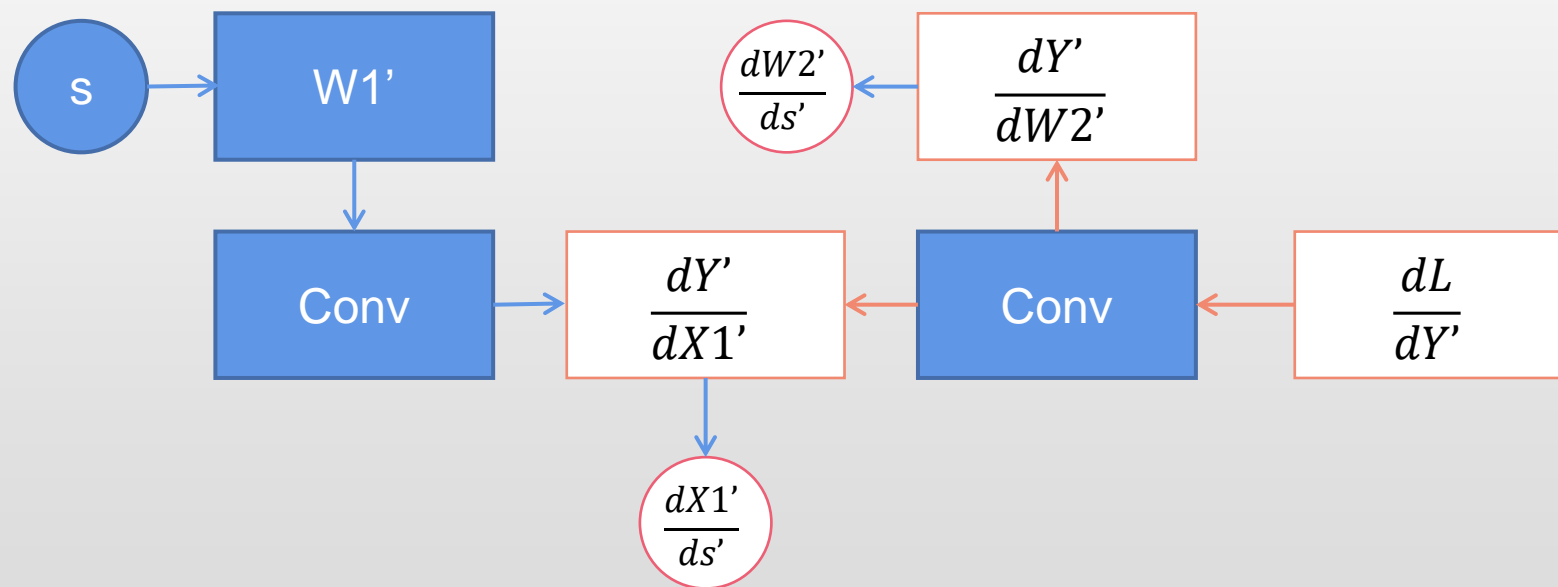 s
W1’
dW2’
ds’
dY’
dW2’
Conv
dY’
dX1’
Conv
dL
dY’
dX1’
ds’